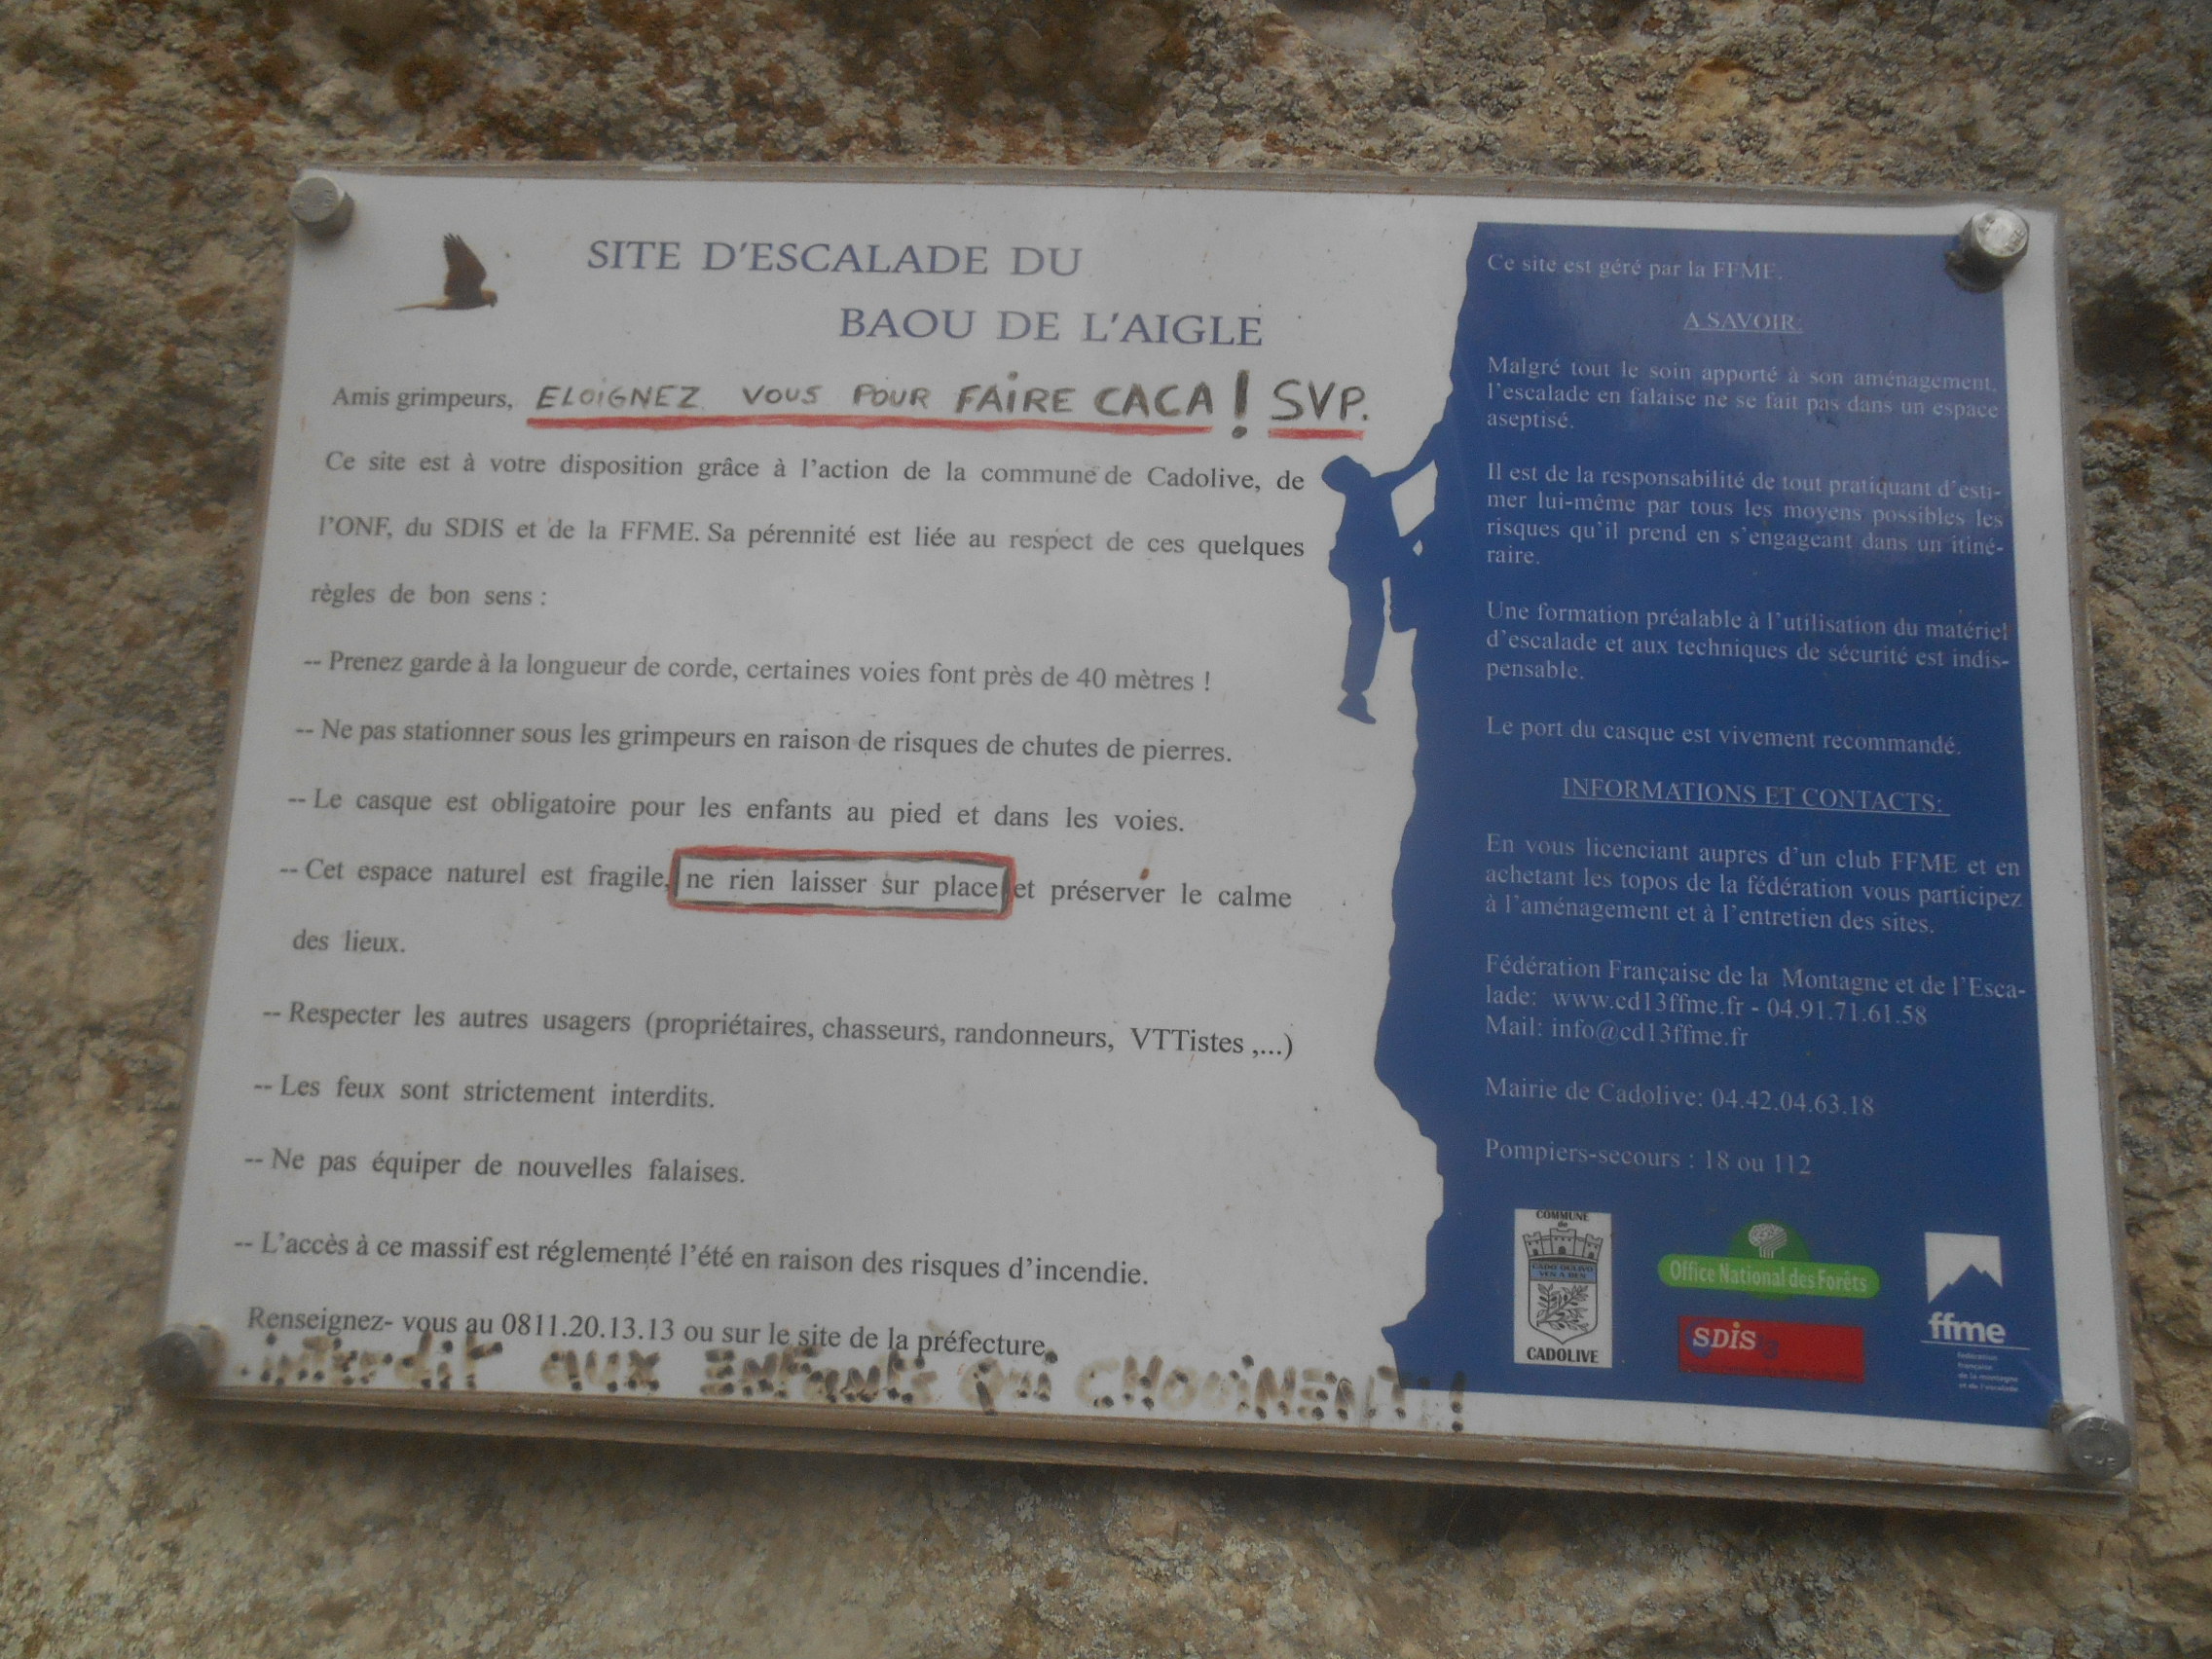 SITE D'ESCALADE DU
BAOU DE L'AIGLE
Amis grimpeurs, ELOIGNEZ VOUS POUR FAIRE CACA! SVP.
Ce site est à votre disposition grâce à l'action de la commune de Cadolive, de
l'ONF, du SDIS et de la FFME. Sa pérennité est liée au respect de ces quelques
règles de bon sens :
-- Prenez garde à la longueur de corde, certaines voies font près de 40 mètres !
-- Ne pas stationner sous les grimpeurs en raison de risques de chutes de pierres.
-- Le casque est obligatoire pour les enfants au pied et dans les voies.
-- Cet espace naturel est fragile, ne rien laisser sur place et préserver le calme
des lieux.
-- Respecter les autres usagers (propriétaires, chasseurs, randonneurs, VTTistes ,...)
-- Les feux sont strictement interdits.
-- Ne pas équiper de nouvelles falaises.
-- L'accès à ce massif est réglementé l'été en raison des risques d'incendie.
Renseignez- vous au 0811.20.13.13 ou sur le site de la préfecture.
interdit aux ENFANTS QUI CHOUINENT !
Ce site est géré par la FFME.
A SAVOIR:
Malgré tout le soin apporté à son aménagement,
l'escalade en falaise ne se fait pas dans un espace
aseptisé.
Il est de la responsabilité de tout pratiquant d'esti-
mer lui-même par tous les moyens possibles les
risques qu'il prend en s'engageant dans un itiné-
raire.
Une formation préalable à l'utilisation du matériel
d'escalade et aux techniques de sécurité est indis-
pensable.
Le port du casque est vivement recommandé.
INFORMATIONS ET CONTACTS:
En vous licenciant aupres d'un club FFME et en
achetant les topos de la fédération vous participez
à l'aménagement et à l'entretien des sites.
Fédération Française de la Montagne et de l'Esca-
lade: www.cd13ffme.fr - 04.91.71.61.58
Mail: info@cd13ffme.fr
Mairie de Cadolive: 04.42.04.63.18
Pompiers-secours : 18 ou 112
COMMUNE
de
CADO OULIVO
VEN A BEN
CADOLIVE
Office National des Forêts
SDIS
ffme
fédération
française
de la montagne
et de l'escalade